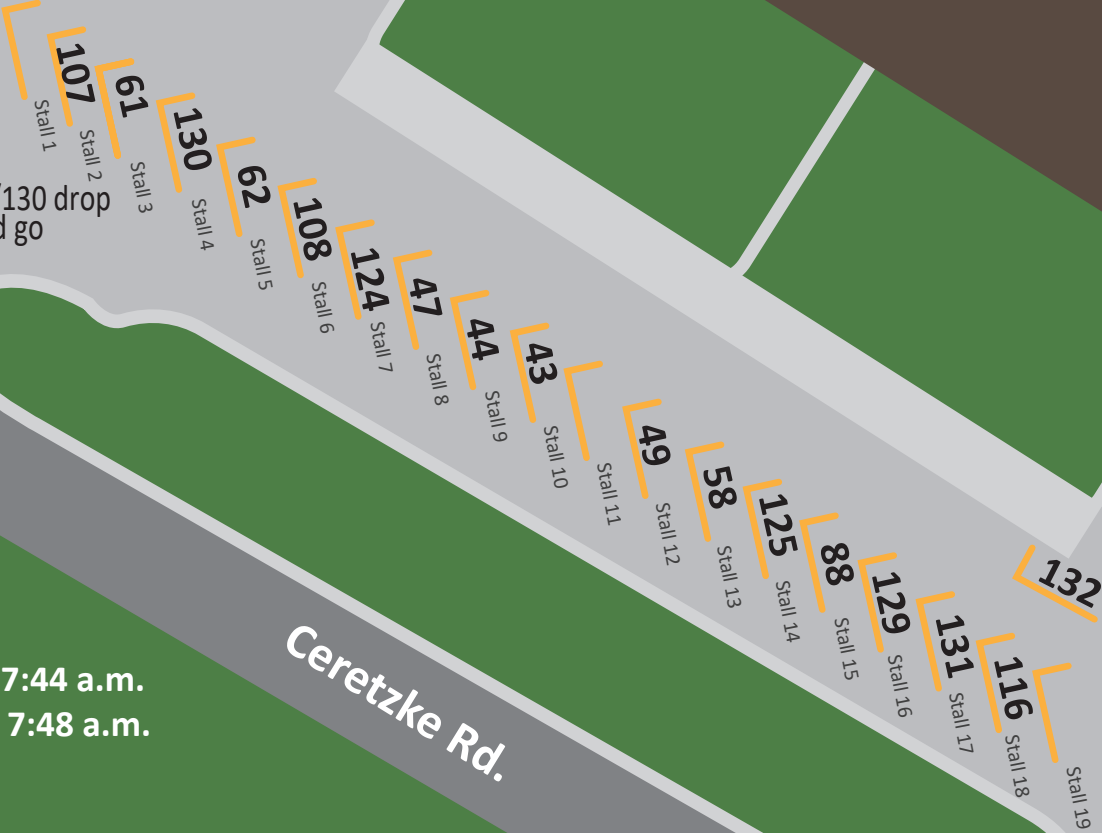 Stall 1
107
Stall 2
61
Stall 3
130
Stall 4
/130 drop
d go
62
Stall 5
108
Stall 6
124
Stall 7
47
Stall 8
44
Stall 9
43
Stall 10
Stall 11
49
Stall 12
58
Stall 13
125
Stall 14
88
Stall 15
129
Stall 16
131
Stall 17
116
Stall 18
Stall 19
132
Ceretzke Rd.
7:44 a.m.
7:48 a.m.